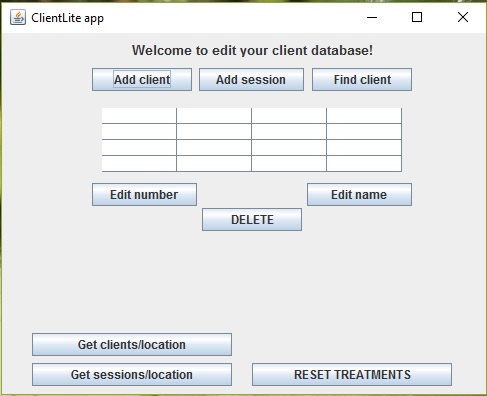 ClientLite app
Welcome to edit your client database!
Add client Add session Find client
Edit number Edit name
DELETE
Get clients/location
Get sessions/location RESET TREATMENTS